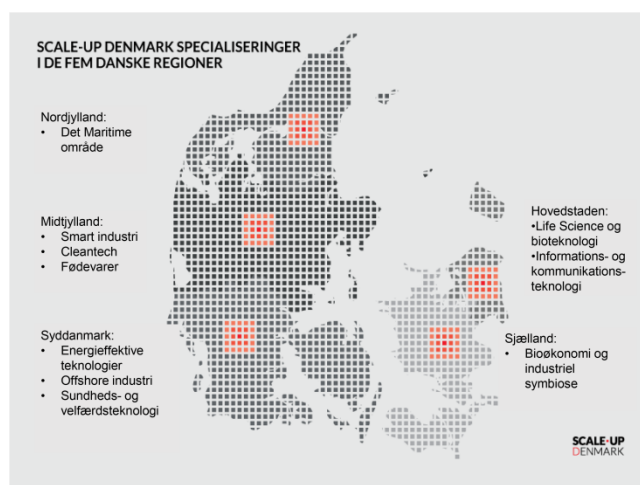 SCALE-UP DENMARK SPECIALISERINGER
I DE FEM DANSKE REGIONER
Nordjylland:
• Det Maritime
område
Midtjylland:
• Smart industri
• Cleantech
• Fødevarer
Syddanmark:
• Energieffektive
teknologier
• Offshore industri
• Sundheds- og
velfærdsteknologi
Hovedstaden:
•Life Science og
bioteknologi
•Informations- og
kommunikations-
teknologi
Sjælland:
• Bioøkonomi og
industriel
symbiose
SCALE-UP
DENMARK